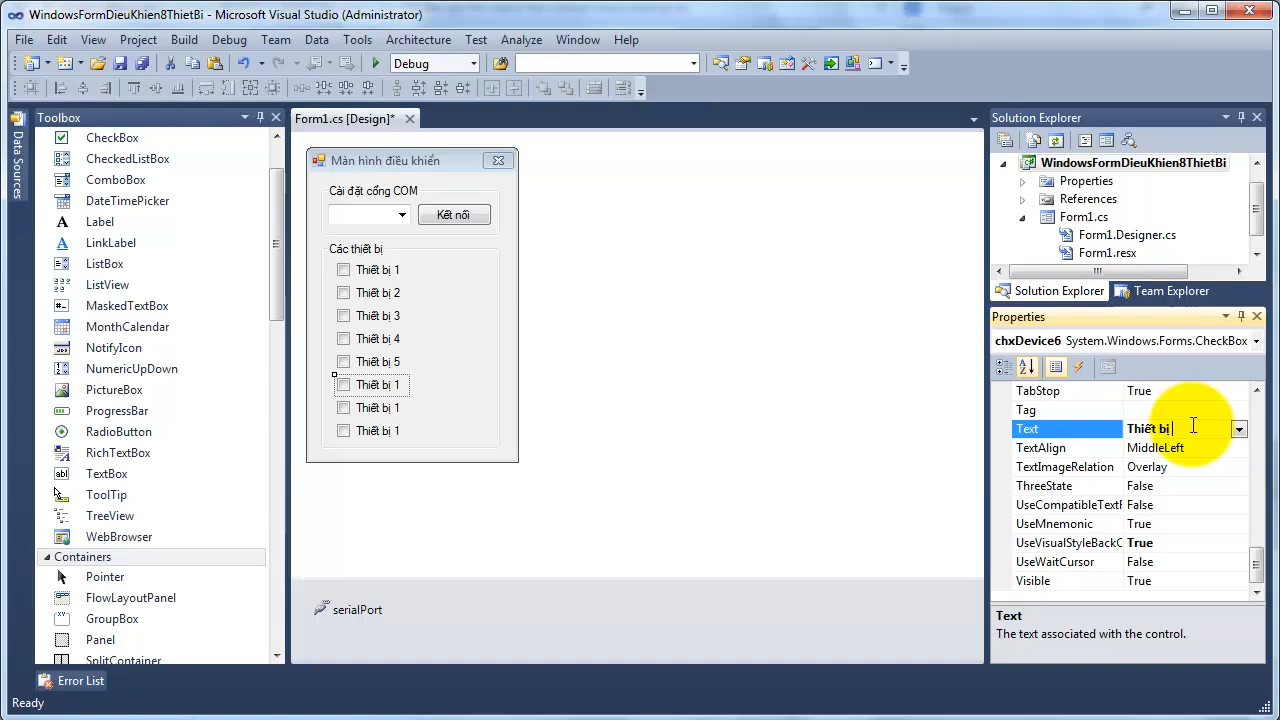 WindowsFormDieuKhien8ThietBi - Microsoft Visual Studio (Administrator)
File Edit View Project Build Debug Team Data Tools Architecture Test Analyze Window Help
Debug
Data Sources
Toolbox
CheckBox
CheckedListBox
ComboBox
DateTimePicker
Label
LinkLabel
ListBox
ListView
MaskedTextBox
MonthCalendar
NotifyIcon
NumericUpDown
PictureBox
ProgressBar
RadioButton
RichTextBox
TextBox
ToolTip
TreeView
WebBrowser
Containers
Pointer
FlowLayoutPanel
GroupBox
Panel
SplitContainer
Form1.cs [Design]*
Màn hình điều khiển
Cài đặt cổng COM
Kết nối
Các thiết bị
Thiết bị 1
Thiết bị 2
Thiết bị 3
Thiết bị 4
Thiết bị 5
Thiết bị 1
Thiết bị 1
Thiết bị 1
serialPort
Solution Explorer
WindowsFormDieuKhien8ThietBi
Properties
References
Form1.cs
Form1.Designer.cs
Form1.resx
Solution Explorer Team Explorer
Properties
chxDevice6 System.Windows.Forms.CheckBox
TabStop True
Tag
Text Thiết bị
TextAlign MiddleLeft
TextImageRelation Overlay
ThreeState False
UseCompatibleTextR False
UseMnemonic True
UseVisualStyleBackC True
UseWaitCursor False
Visible True
Text
The text associated with the control.
Error List
Ready